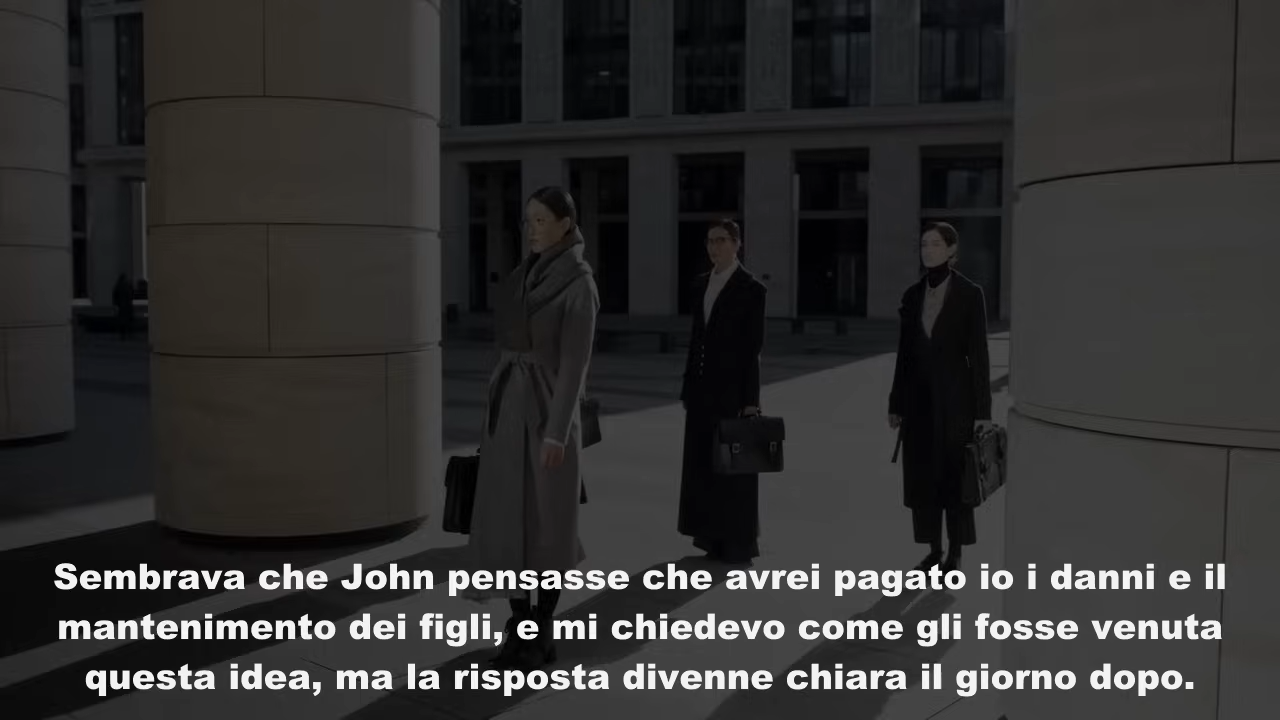 Sembrava che John pensasse che avrei pagato io i danni e il
mantenimento dei figli, e mi chiedevo come gli fosse venuta
questa idea, ma la risposta divenne chiara il giorno dopo.